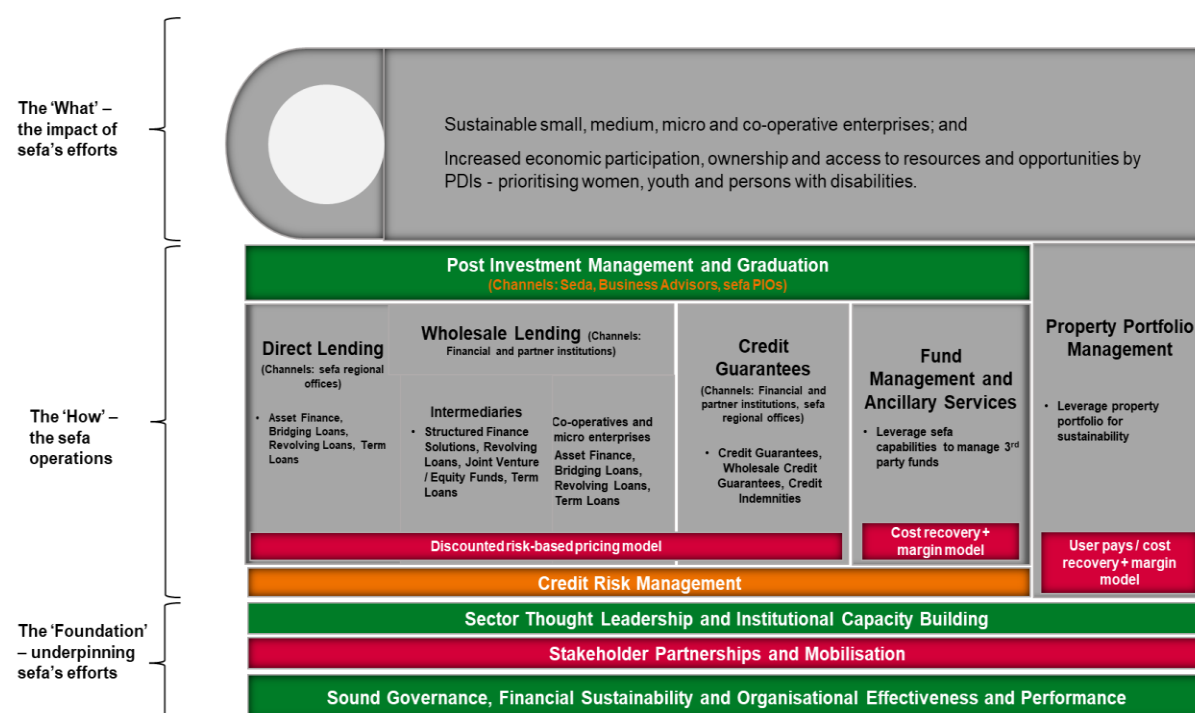 The ‘What’ –
the impact of
sefa’s efforts
Sustainable small, medium, micro and co-operative enterprises; and
Increased economic participation, ownership and access to resources and opportunities by
PDIs - prioritising women, youth and persons with disabilities.
The ‘How’ –
the sefa
operations
Post Investment Management and Graduation
(Channels: Seda, Business Advisors, sefa PIOs)
Direct Lending
(Channels: sefa regional
offices)
• Asset Finance,
Bridging Loans,
Revolving Loans, Term
Loans
Wholesale Lending (Channels:
Financial and partner institutions)
Intermediaries
• Structured Finance
Solutions, Revolving
Loans, Joint Venture
/ Equity Funds, Term
Loans
Co-operatives and
micro enterprises
Asset Finance,
Bridging Loans,
Revolving Loans,
Term Loans
Credit
Guarantees
(Channels: Financial and
partner institutions, sefa
regional offices)
• Credit Guarantees,
Wholesale Credit
Guarantees, Credit
Indemnities
Fund
Management and
Ancillary Services
• Leverage sefa
capabilities to manage 3rd
party funds
Property Portfolio
Management
• Leverage property
portfolio for
sustainability
Discounted risk-based pricing model
Cost recovery +
margin model
User pays / cost
recovery + margin
model
Credit Risk Management
The ‘Foundation’
– underpinning
sefa’s efforts
Sector Thought Leadership and Institutional Capacity Building
Stakeholder Partnerships and Mobilisation
Sound Governance, Financial Sustainability and Organisational Effectiveness and Performance